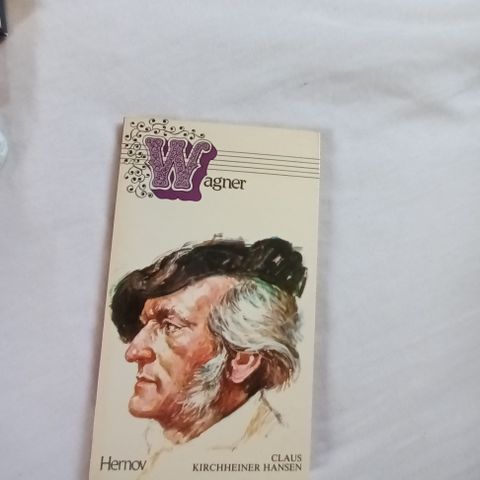 Wagner
Hernov
CLAUS
KIRCHHEINER HANSEN